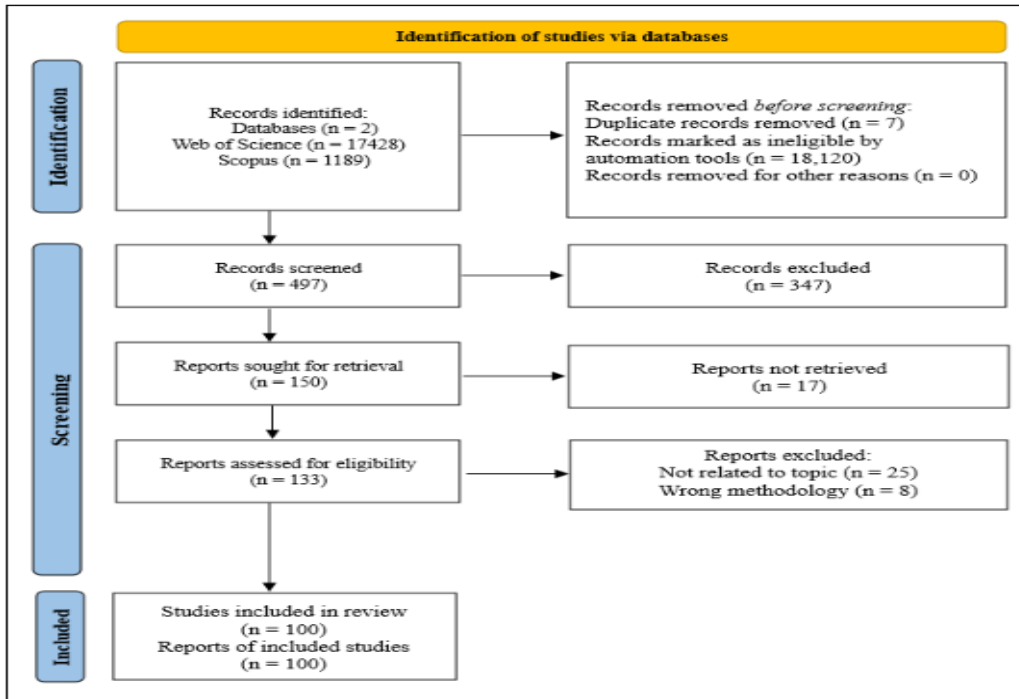 Identification of studies via databases
Identification
Records identified:
Databases (n = 2)
Web of Science (n = 17428)
Scopus (n = 1189)
Records removed before screening:
Duplicate records removed (n = 7)
Records marked as ineligible by
automation tools (n = 18,120)
Records removed for other reasons (n = 0)
Screening
Records screened
(n = 497)
Records excluded
(n = 347)
Reports sought for retrieval
(n = 150)
Reports not retrieved
(n = 17)
Reports assessed for eligibility
(n = 133)
Reports excluded:
Not related to topic (n = 25)
Wrong methodology (n = 8)
Included
Studies included in review
(n = 100)
Reports of included studies
(n = 100)